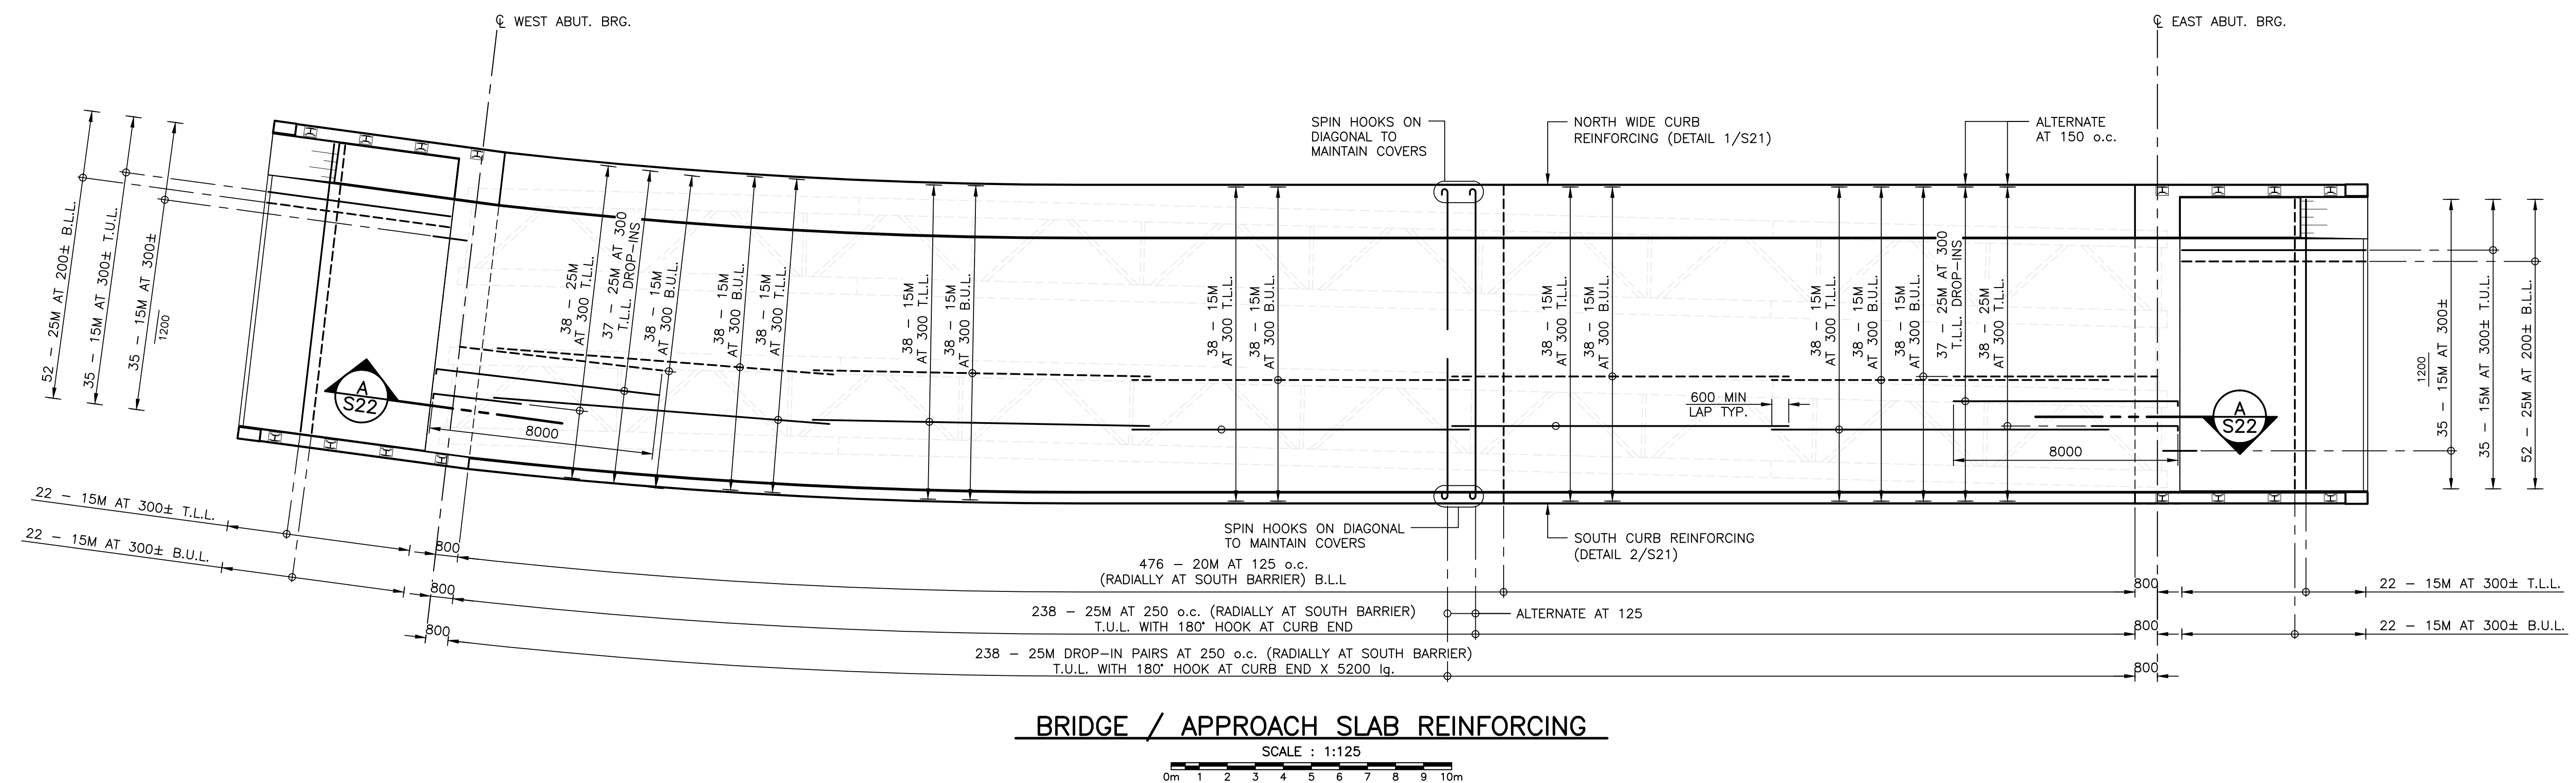 ℄ WEST ABUT. BRG.
℄ EAST ABUT. BRG.
SPIN HOOKS ON
DIAGONAL TO
MAINTAIN COVERS
NORTH WIDE CURB
REINFORCING (DETAIL 1/S21)
ALTERNATE
AT 150 o.c.
52 - 25M AT 200± B.L.L.
35 - 15M AT 300± T.U.L.
35 - 15M AT 300±
1200
38 - 25M
AT 300 T.L.L.
37 - 25M AT 300
T.L.L. DROP-INS
38 - 15M
AT 300 B.U.L.
38 - 15M
AT 300 B.U.L.
38 - 15M
AT 300 T.L.L.
38 - 15M
AT 300 T.L.L.
38 - 15M
AT 300 B.U.L.
38 - 15M
AT 300 T.L.L.
38 - 15M
AT 300 B.U.L.
38 - 15M
AT 300 T.L.L.
38 - 15M
AT 300 B.U.L.
38 - 15M
AT 300 T.L.L.
38 - 15M
AT 300 B.U.L.
38 - 15M
AT 300 B.U.L.
37 - 25M AT 300
T.L.L. DROP-INS
38 - 25M
AT 300 T.L.L.
1200
35 - 15M AT 300±
35 - 15M AT 300± T.U.L.
52 - 25M AT 200± B.L.L.
A
S22
8000
600 MIN
LAP TYP.
8000
A
S22
22 - 15M AT 300± T.L.L.
22 - 15M AT 300± B.U.L.
800
800
800
SPIN HOOKS ON DIAGONAL
TO MAINTAIN COVERS
SOUTH CURB REINFORCING
(DETAIL 2/S21)
476 - 20M AT 125 o.c.
(RADIALLY AT SOUTH BARRIER) B.L.L
800
22 - 15M AT 300± T.L.L.
238 - 25M AT 250 o.c. (RADIALLY AT SOUTH BARRIER)
T.U.L. WITH 180° HOOK AT CURB END
ALTERNATE AT 125
800
22 - 15M AT 300± B.U.L.
238 - 25M DROP-IN PAIRS AT 250 o.c. (RADIALLY AT SOUTH BARRIER)
T.U.L. WITH 180° HOOK AT CURB END X 5200 lg.
800
BRIDGE / APPROACH SLAB REINFORCING
SCALE : 1:125
0m 1 2 3 4 5 6 7 8 9 10m